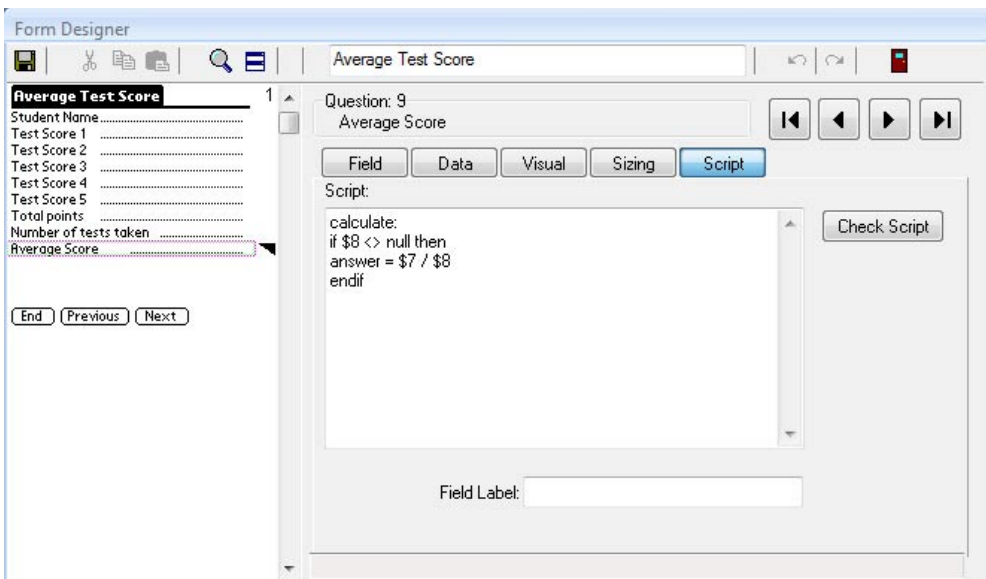 Form Designer
Average Test Score
Average Test Score 1
Student Name
Test Score 1
Test Score 2
Test Score 3
Test Score 4
Test Score 5
Total points
Number of tests taken
Average Score
End Previous Next
Question: 9
Average Score
Field Data Visual Sizing Script
Script:
calculate:
if $8 <> null then
answer = $7 / $8
endif
Check Script
Field Label: